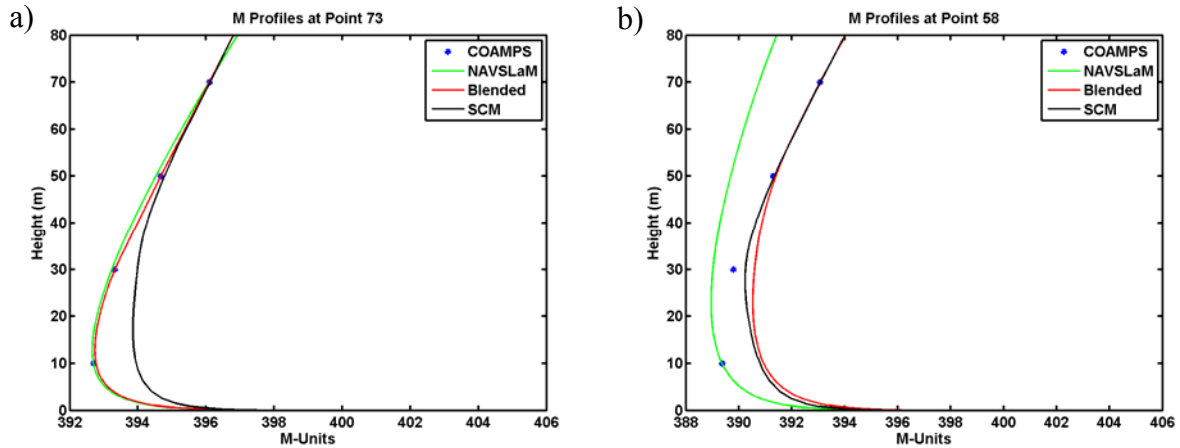 a)
M Profiles at Point 73
80
70
60
50
40
30
20
10
0
Height (m)
COAMPS
NAVSLaM
Blended
SCM
392 394 396 398 400 402 404 406
M-Units
b)
M Profiles at Point 58
80
70
60
50
40
30
20
10
0
Height (m)
COAMPS
NAVSLaM
Blended
SCM
388 390 392 394 396 398 400 402 404 406
M-Units